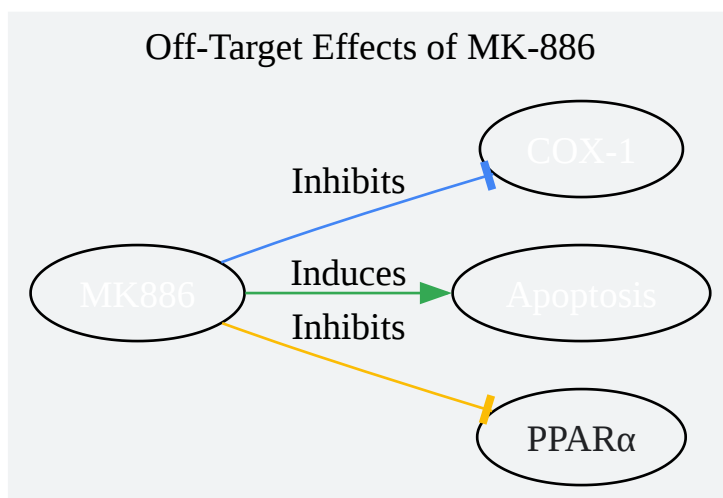 Off-Target Effects of MK-886
COX-1
Inhibits
MK886
Induces
Apoptosis
Inhibits
PPARα